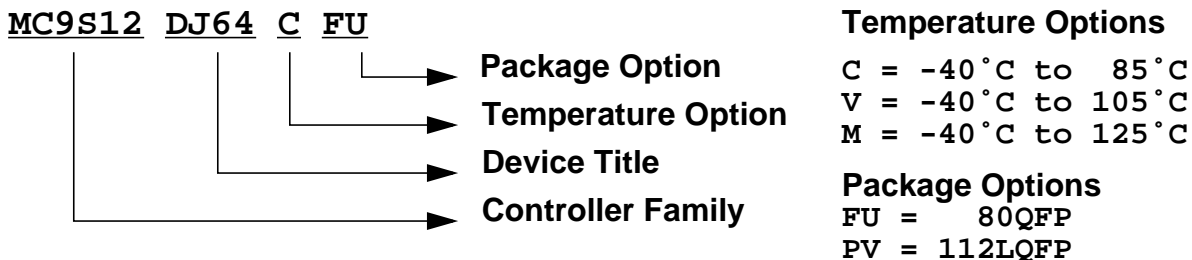 MC9S12 DJ64 C FU
Package Option
Temperature Option
Device Title
Controller Family
Temperature Options
C = -40˚C to 85˚C
V = -40˚C to 105˚C
M = -40˚C to 125˚C
Package Options
FU = 80QFP
PV = 112LQFP